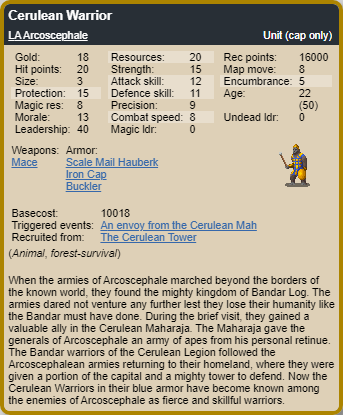 Cerulean Warrior
LA Arcoscephale Unit (cap only)
Gold: 18 Resources: 20 Rec points: 16000
Hit points: 20 Strength: 15 Map move: 8
Size: 3 Attack skill: 12 Encumbrance: 5
Protection: 15 Defence skill: 11 Age: 22
Magic res: 8 Precision: 9 (50)
Morale: 13 Combat speed: 8 Undead ldr: 0
Leadership: 40 Magic ldr: 0
Weapons: Armor:
Mace Scale Mail Hauberk
Iron Cap
Buckler
Basecost: 10018
Triggered events: An envoy from the Cerulean Mah
Recruited from: The Cerulean Tower
(Animal, forest-survival)
When the armies of Arcoscephale marched beyond the borders of
the known world, they found the mighty kingdom of Bandar Log. The
armies dared not venture any further lest they lose their humanity like
the Bandar must have done. During the brief visit, they gained a
valuable ally in the Cerulean Maharaja. The Maharaja gave the
generals of Arcoscephale an army of apes from his personal retinue.
The Bandar warriors of the Cerulean Legion followed the
Arcoscephalean armies returning to their homeland, where they were
given a portion of the capital and a mighty tower to defend. Now the
Cerulean Warriors in their blue armor have become known among
the enemies of Arcoscephale as fierce and skillful warriors.